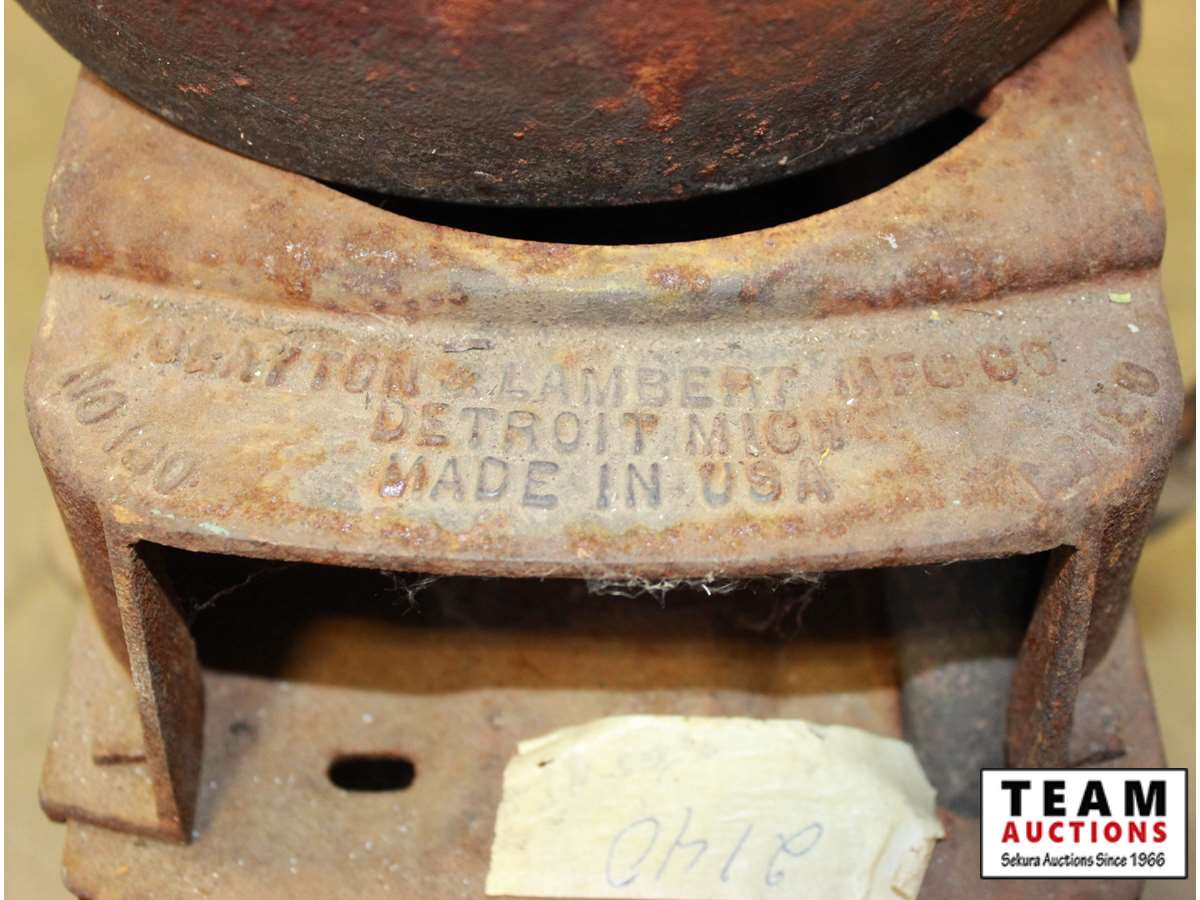 CLAYTON & LAMBERT MFG CO
DETROIT MICH
MADE IN USA
NO 130
2140
TEAM
AUCTIONS
Sekura Auctions Since 1966